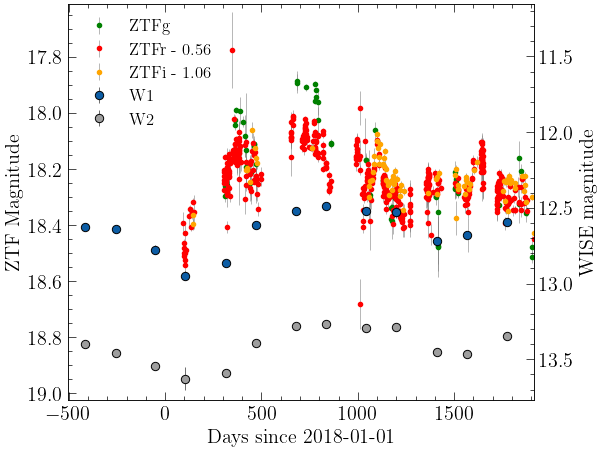 ZTFg
ZTFr - 0.56
ZTFi - 1.06
W1
W2
17.8
18.0
18.2
18.4
18.6
18.8
19.0
ZTF Magnitude
11.5
12.0
12.5
13.0
13.5
WISE magnitude
−500 0 500 1000 1500
Days since 2018-01-01